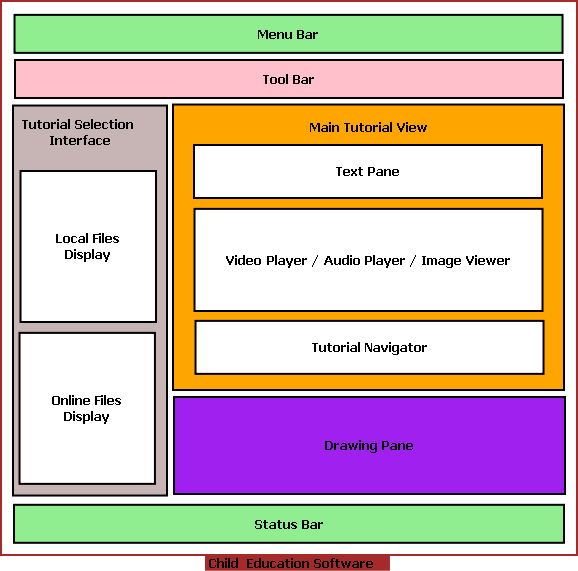 Menu Bar
Tool Bar
Tutorial Selection
Interface
Local Files
Display
Online Files
Display
Main Tutorial View
Text Pane
Video Player / Audio Player / Image Viewer
Tutorial Navigator
Drawing Pane
Status Bar
Child Education Software